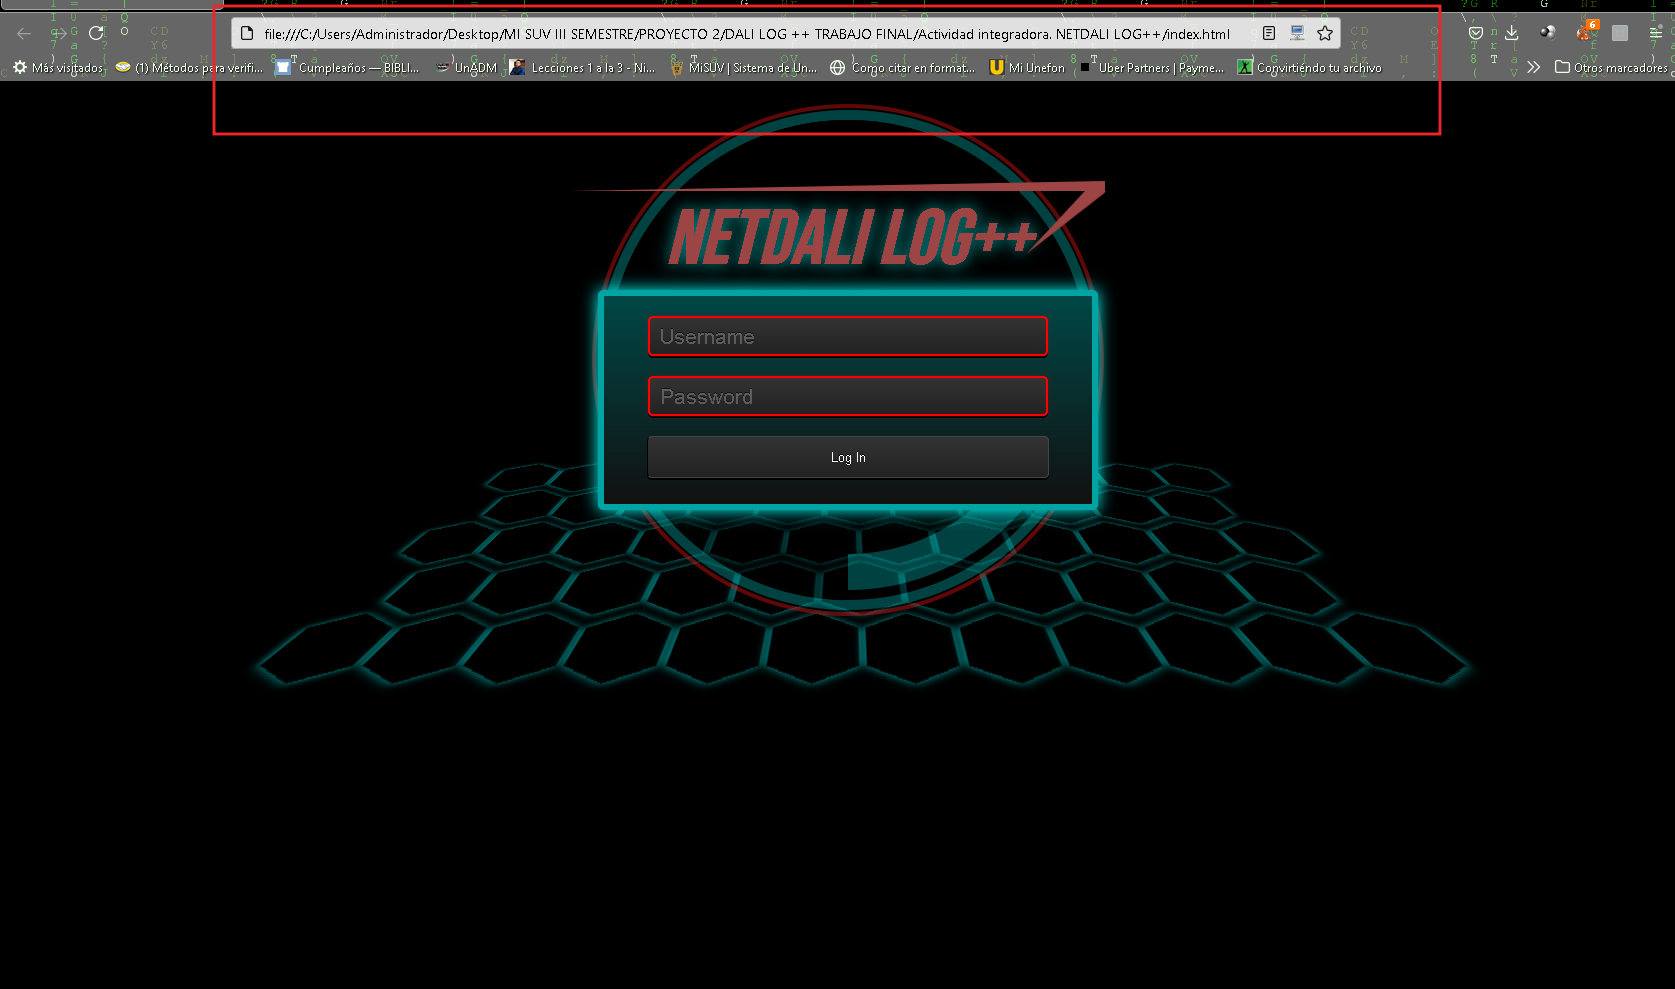 file:///C:/Users/Administrador/Desktop/MI SUV III SEMESTRE/PROYECTO 2/DALI LOG ++ TRABAJO FINAL/Actividad integradora. NETDALI LOG++/index.html
6
Más visitados (1) Métodos para verifi... Cumpleaños — BIBLI... UnADM Lecciones 1 a la 3 - Ni... MiSUV | Sistema de Un... Como citar en format... Mi Unefon Uber Partners | Payme... Convirtiéndo tu archivo Otros marcadores
NETDALI LOG++
Username
Password
Log In